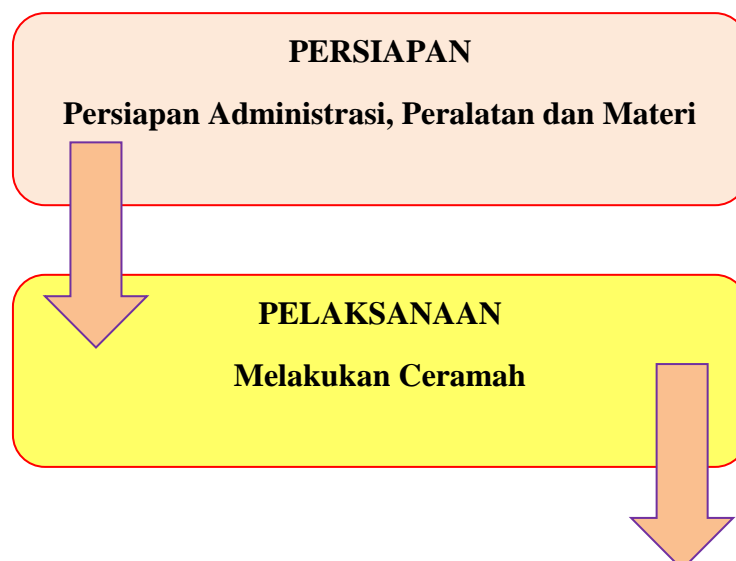 PERSIAPAN
Persiapan Administrasi, Peralatan dan Materi
PELAKSANAAN
Melakukan Ceramah